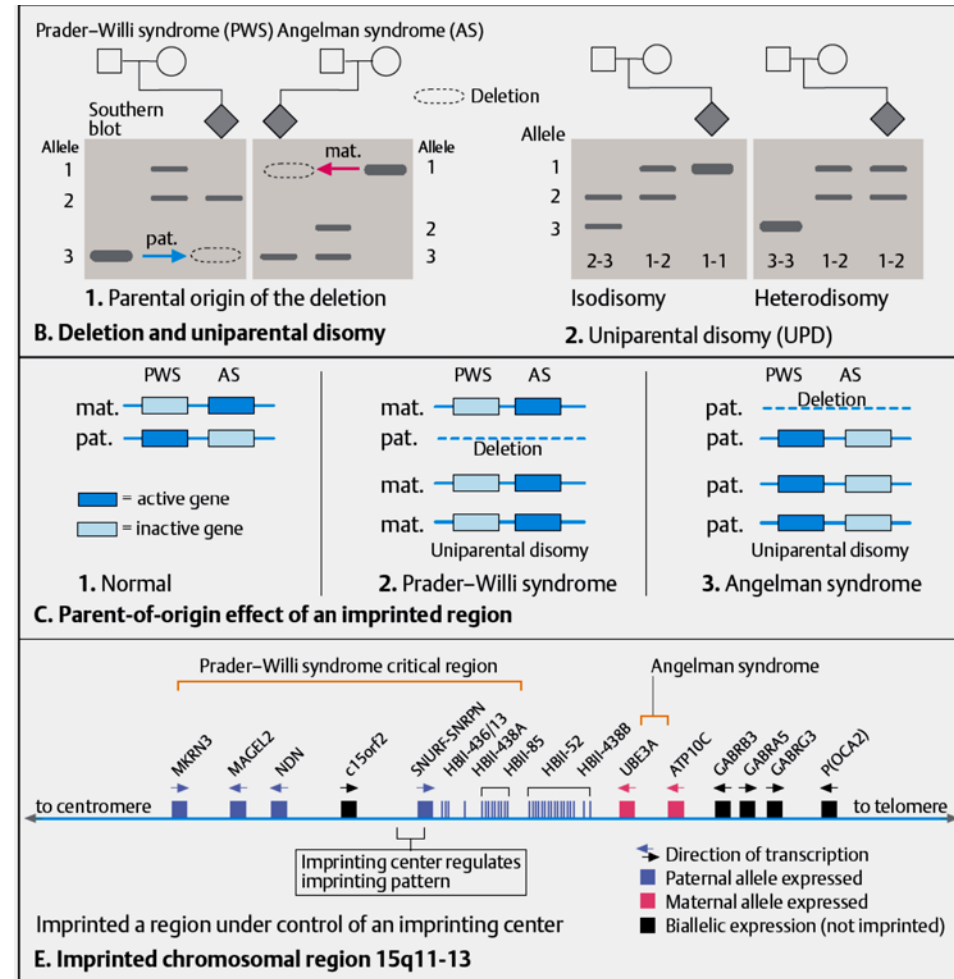 Prader–Willi syndrome (PWS) Angelman syndrome (AS)
Deletion
Southern
blot
Allele
1
2
3
pat.
mat.
Allele
1
2
3
1. Parental origin of the deletion
Allele
1
2
3
2-3 1-2 1-1
3-3 1-2 1-2
Isodisomy
Heterodisomy
2. Uniparental disomy (UPD)
B. Deletion and uniparental disomy
PWS AS
mat.
pat.
= active gene
= inactive gene
1. Normal
PWS AS
mat.
pat.
Deletion
mat.
mat.
Uniparental disomy
2. Prader–Willi syndrome
PWS AS
Deletion
pat.
pat.
pat.
pat.
Uniparental disomy
3. Angelman syndrome
C. Parent-of-origin effect of an imprinted region
Prader–Willi syndrome critical region
Angelman syndrome
MKRN3
MAGEL2
NDN
c15orf2
SNURF-SNRPN
HBII-436/13
HBII-438A
HBII-85
HBII-52
HBII-438B
UBE3A
ATP10C
GABRB3
GABRA5
GABRG3
P(OCA2)
to centromere
to telomere
Imprinting center regulates
imprinting pattern
Direction of transcription
Paternal allele expressed
Maternal allele expressed
Biallelic expression (not imprinted)
Imprinted a region under control of an imprinting center
E. Imprinted chromosomal region 15q11-13